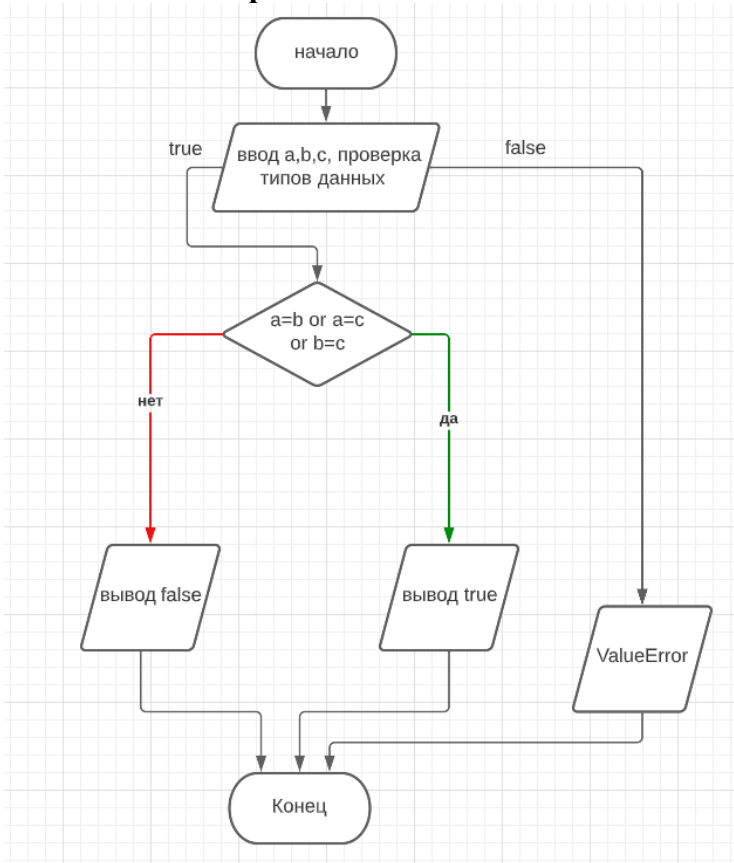 начало
ввод a,b,c, проверка
типов данных
true
false
a=b or a=c
or b=c
нет
да
вывод false
вывод true
ValueError
Конец